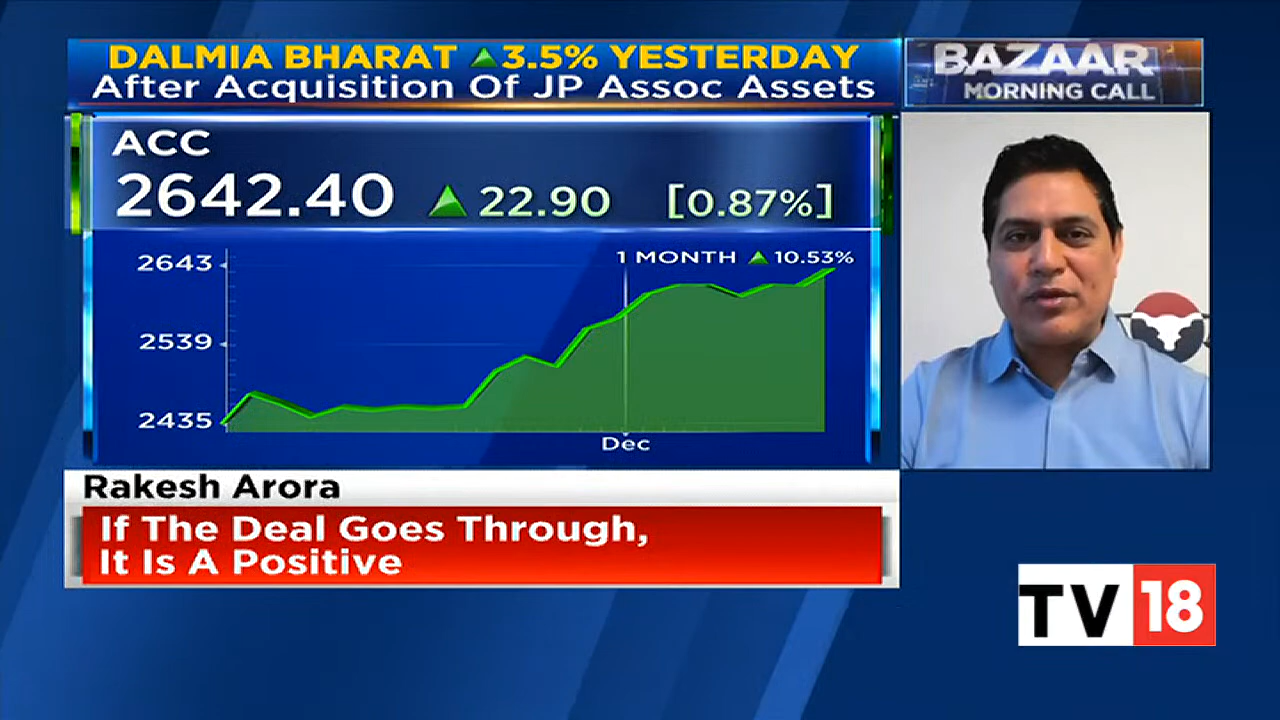 DALMIA BHARAT ▲3.5% YESTERDAY
After Acquisition Of JP Assoc Assets
BAZAAR
MORNING CALL
ACC
2642.40 ▲ 22.90 [0.87%]
1 MONTH ▲ 10.53%
2643
2539
2435
Dec
Rakesh Arora
If The Deal Goes Through,
It Is A Positive
TV18